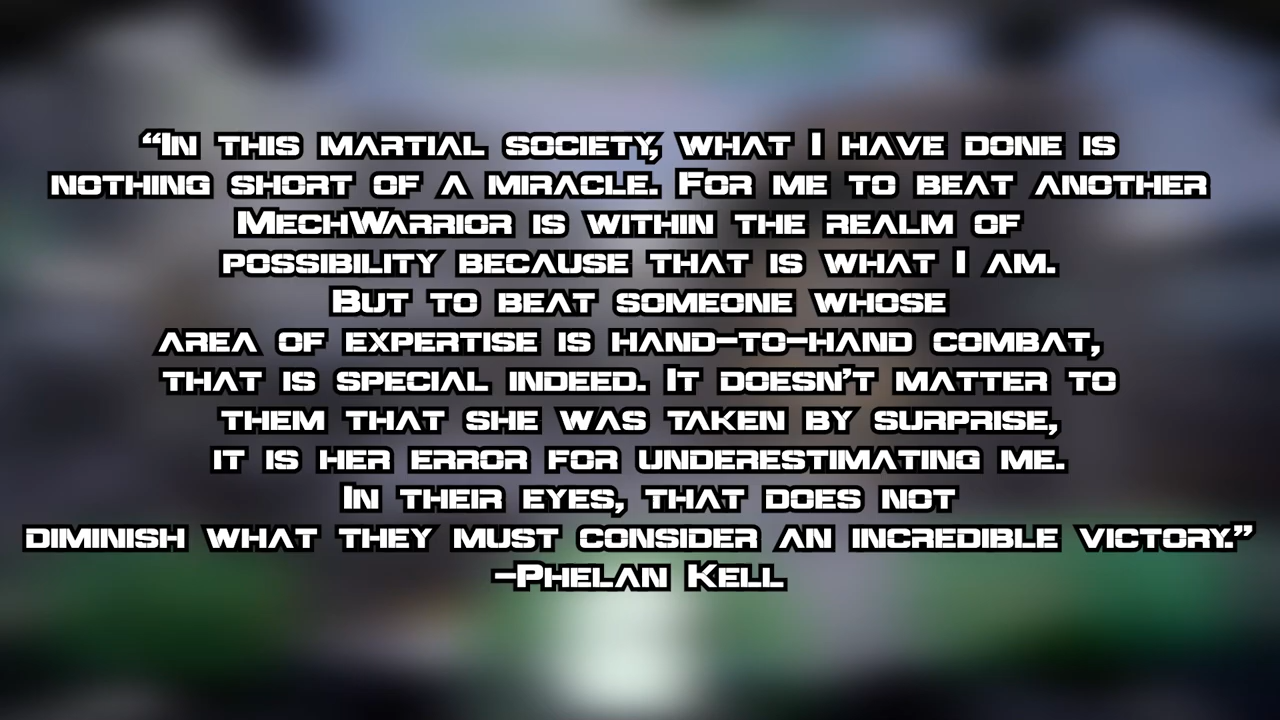 “In this martial society, what I have done is
nothing short of a miracle. For me to beat another
MechWarrior is within the realm of
possibility because that is what I am.
But to beat someone whose
area of expertise is hand-to-hand combat,
that is special indeed. It doesn’t matter to
them that she was taken by surprise,
it is her error for underestimating me.
In their eyes, that does not
diminish what they must consider an incredible victory.”
-Phelan Kell